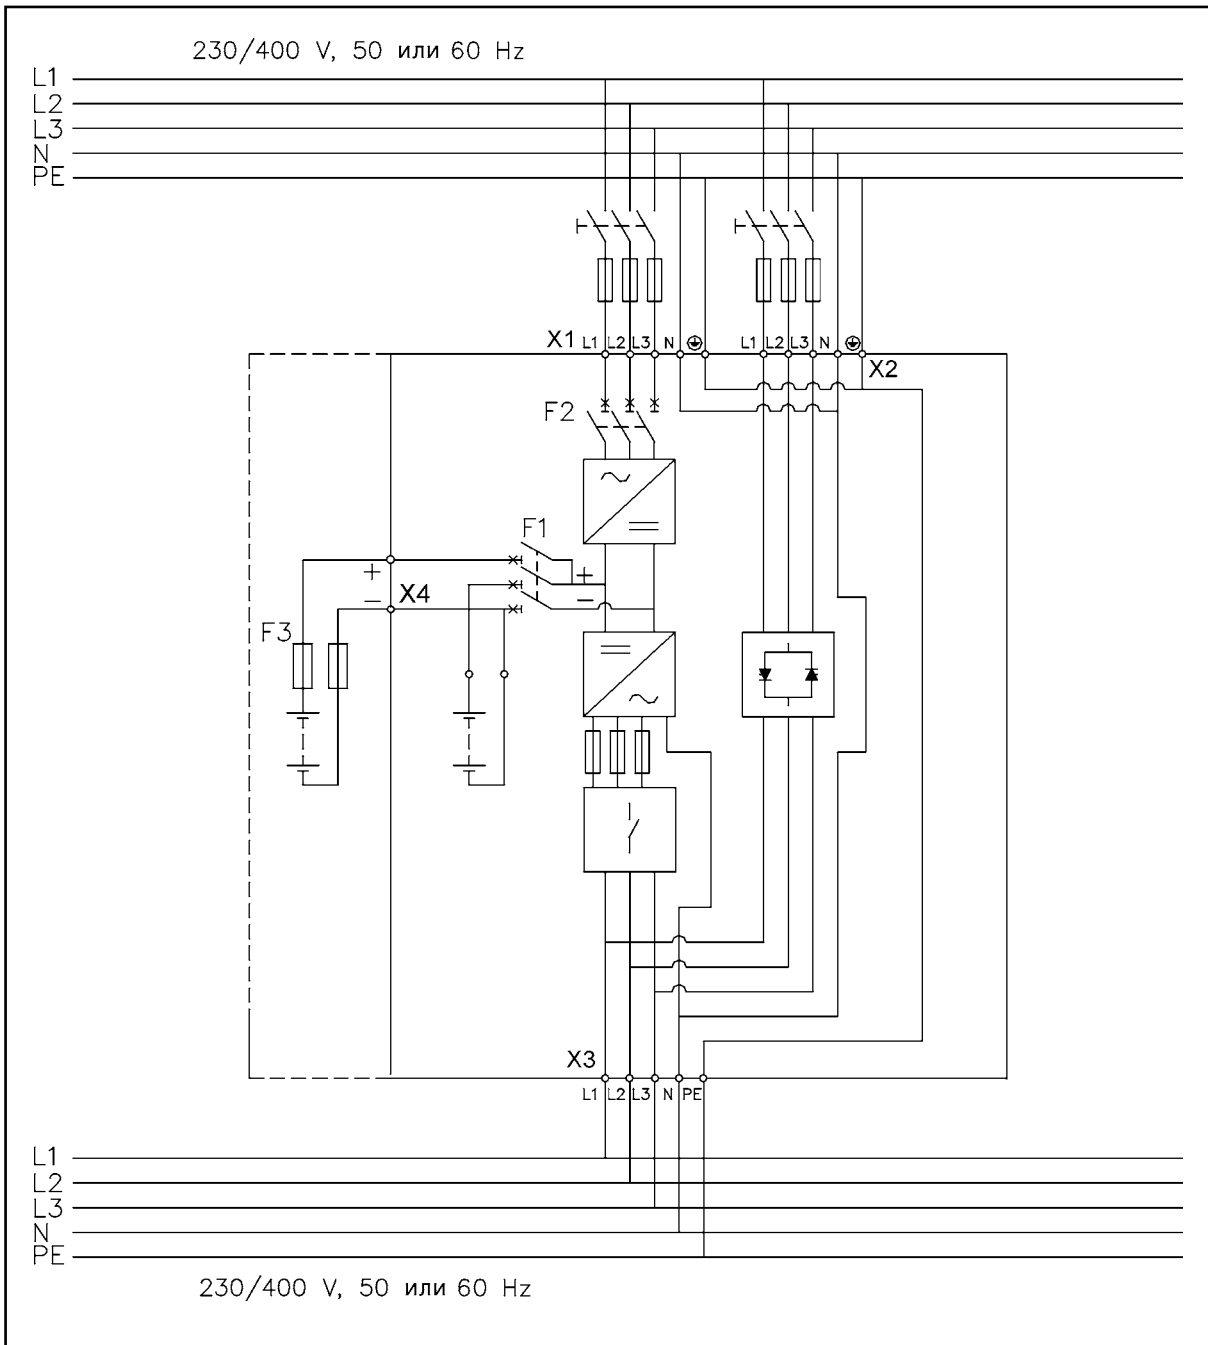 230/400 V, 50 или 60 Hz
L1
L2
L3
N
PE
X1 L1 L2 L3 N L1 L2 L3 N
X2
F2
F1
+ +
- X4 -
F3
X3
L1 L2 L3 N PE
L1
L2
L3
N
PE
230/400 V, 50 или 60 Hz